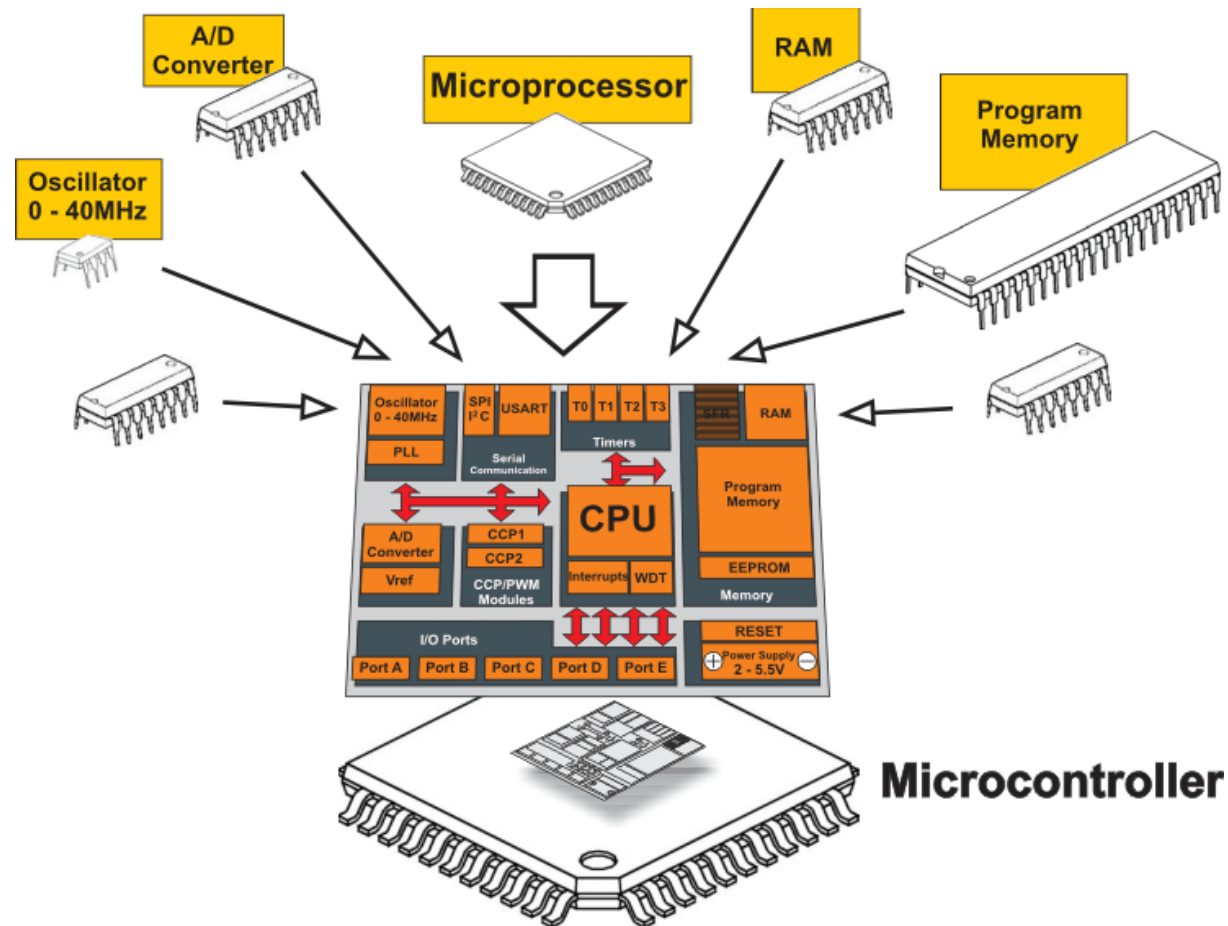 A/D
Converter
Microprocessor
RAM
Program
Memory
Oscillator
0 - 40MHz
Oscillator
0 - 40MHz
PLL
SPI
I²C
USART
Serial
Communication
T0
T1
T2
T3
Timers
SFR
RAM
Program
Memory
EEPROM
Memory
A/D
Converter
Vref
CCP1
CCP2
CCP/PWM
Modules
CPU
Interrupts
WDT
I/O Ports
Port A
Port B
Port C
Port D
Port E
RESET
+ Power Supply −
2 - 5.5V
Microcontroller